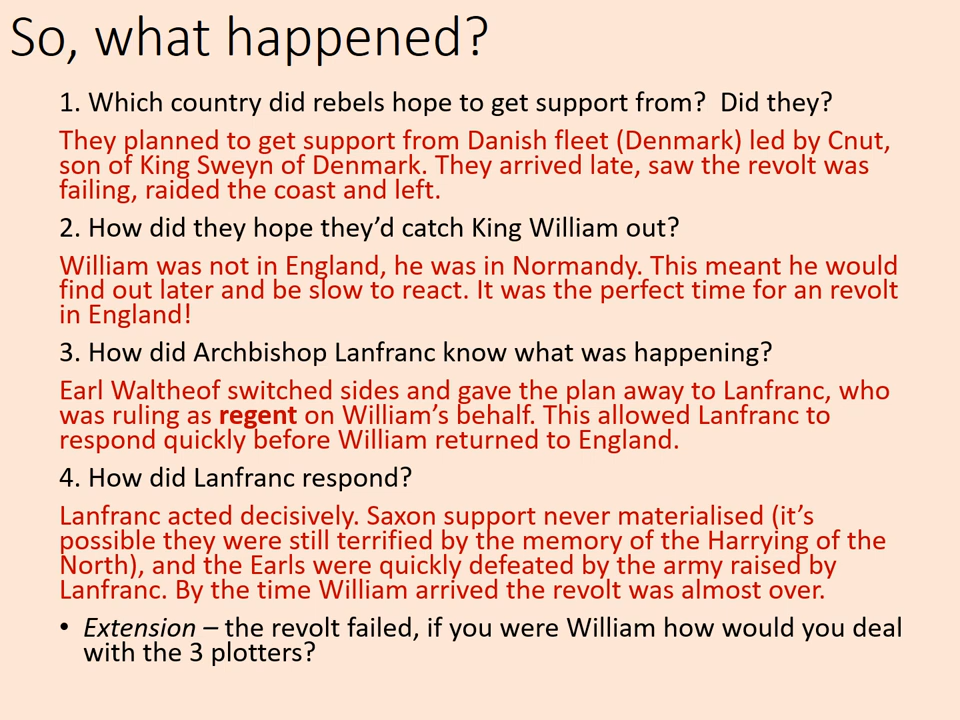 So, what happened?
1. Which country did rebels hope to get support from?  Did they?
They planned to get support from Danish fleet (Denmark) led by Cnut,
son of King Sweyn of Denmark. They arrived late, saw the revolt was
failing, raided the coast and left.
2. How did they hope they’d catch King William out?
William was not in England, he was in Normandy. This meant he would
find out later and be slow to react. It was the perfect time for an revolt
in England!
3. How did Archbishop Lanfranc know what was happening?
Earl Waltheof switched sides and gave the plan away to Lanfranc, who
was ruling as regent on William’s behalf. This allowed Lanfranc to
respond quickly before William returned to England.
4. How did Lanfranc respond?
Lanfranc acted decisively. Saxon support never materialised (it’s
possible they were still terrified by the memory of the Harrying of the
North), and the Earls were quickly defeated by the army raised by
Lanfranc. By the time William arrived the revolt was almost over.
• Extension – the revolt failed, if you were William how would you deal
with the 3 plotters?